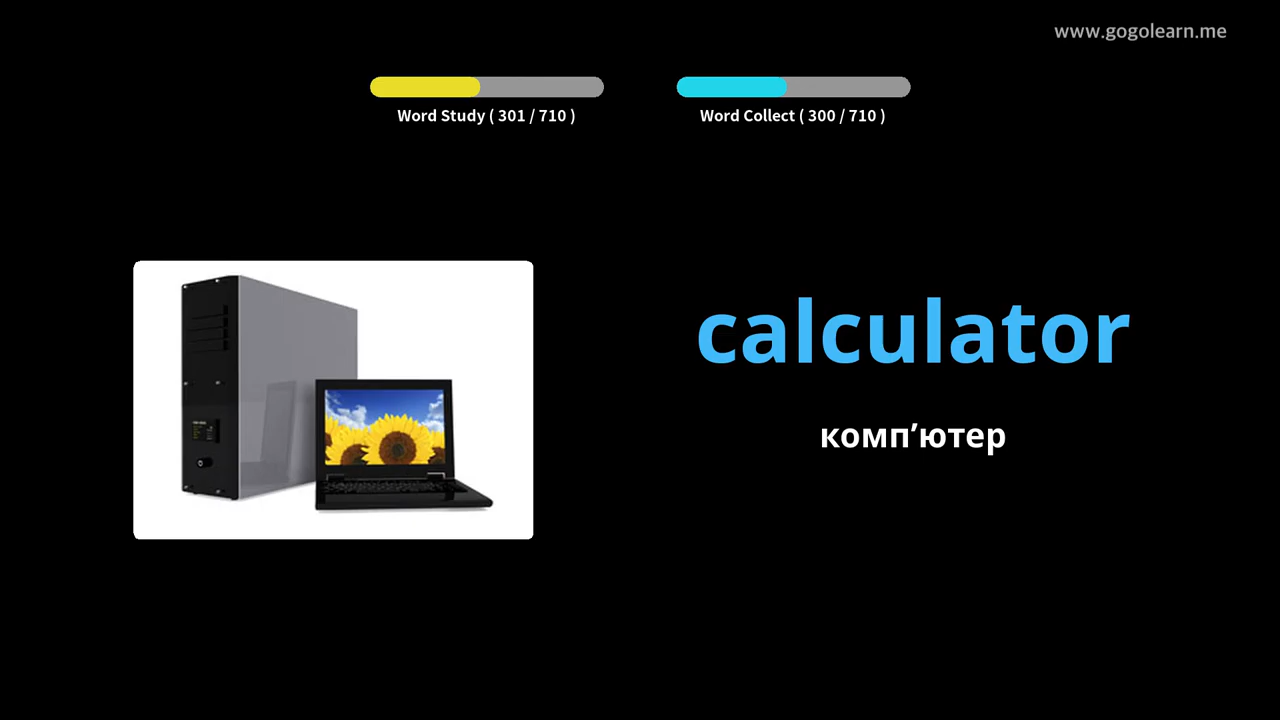 www.gogolearn.me
Word Study ( 301 / 710 )
Word Collect ( 300 / 710 )
calculator
комп’ютер